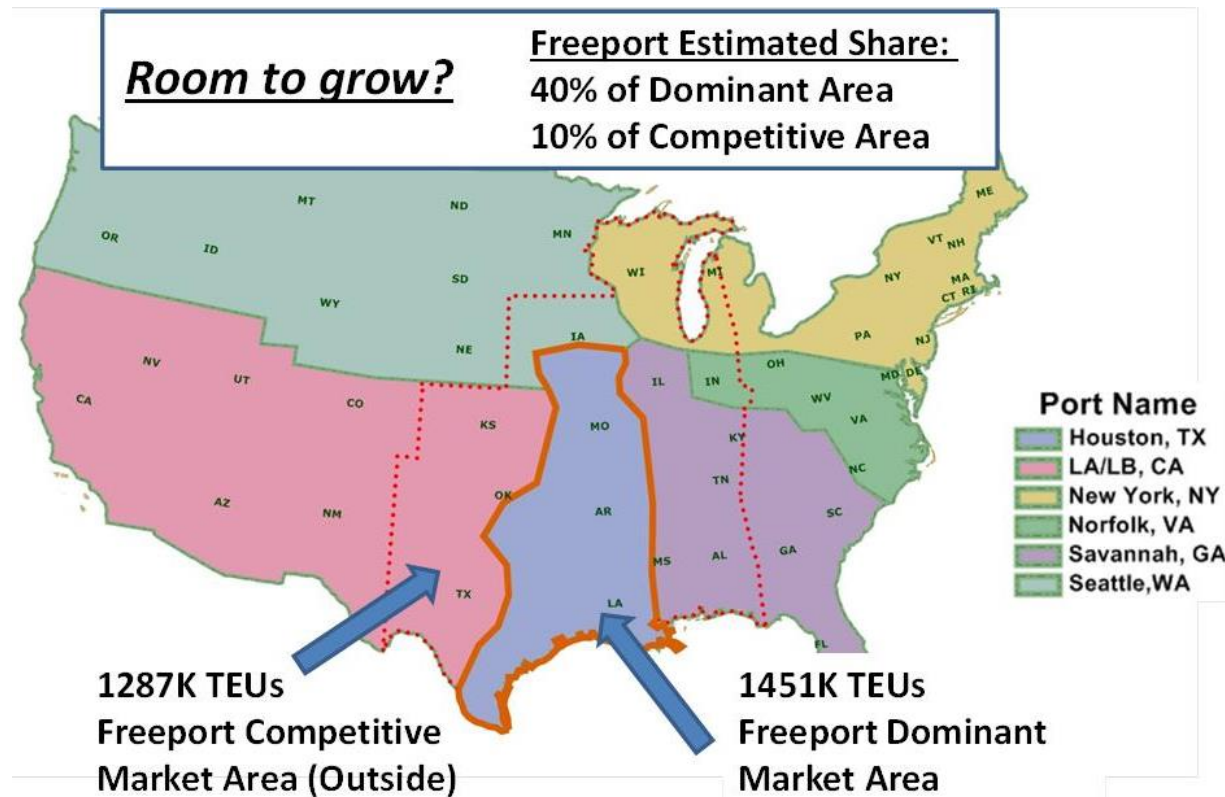 Room to grow?
Freeport Estimated Share:
40% of Dominant Area
10% of Competitive Area
ME
MT
ND
OR
ID
MN
VT
NH
WI
MI
NY
MA
SD
CT
RI
WY
IA
PA
NJ
NE
OH
MD
DE
NV
UT
IL
IN
CA
CO
WV
KS
MO
VA
KY
NC
TN
OK
AZ
NM
AR
SC
MS
AL
GA
TX
LA
FL
Port Name
Houston, TX
LA/LB, CA
New York, NY
Norfolk, VA
Savannah, GA
Seattle,WA
1287K TEUs
Freeport Competitive
Market Area (Outside)
1451K TEUs
Freeport Dominant
Market Area